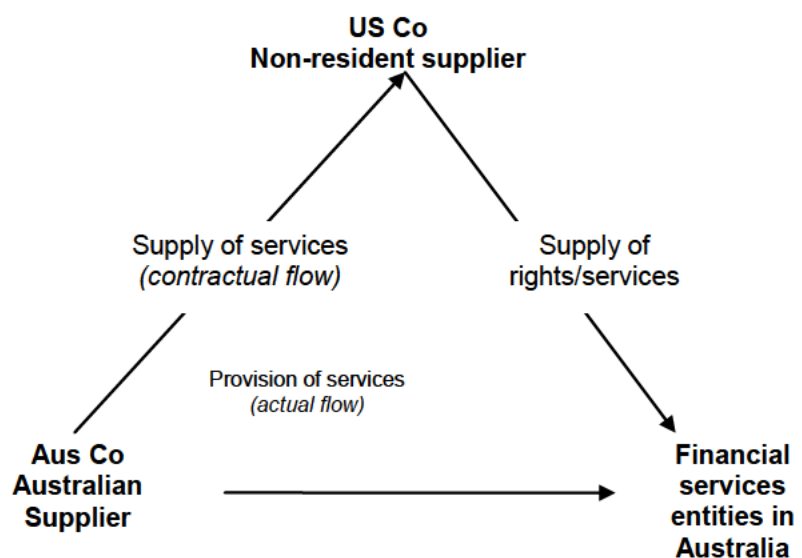 US Co
Non-resident supplier
Supply of services
(contractual flow)
Supply of
rights/services
Provision of services
(actual flow)
Aus Co
Australian
Supplier
Financial
services
entities in
Australia